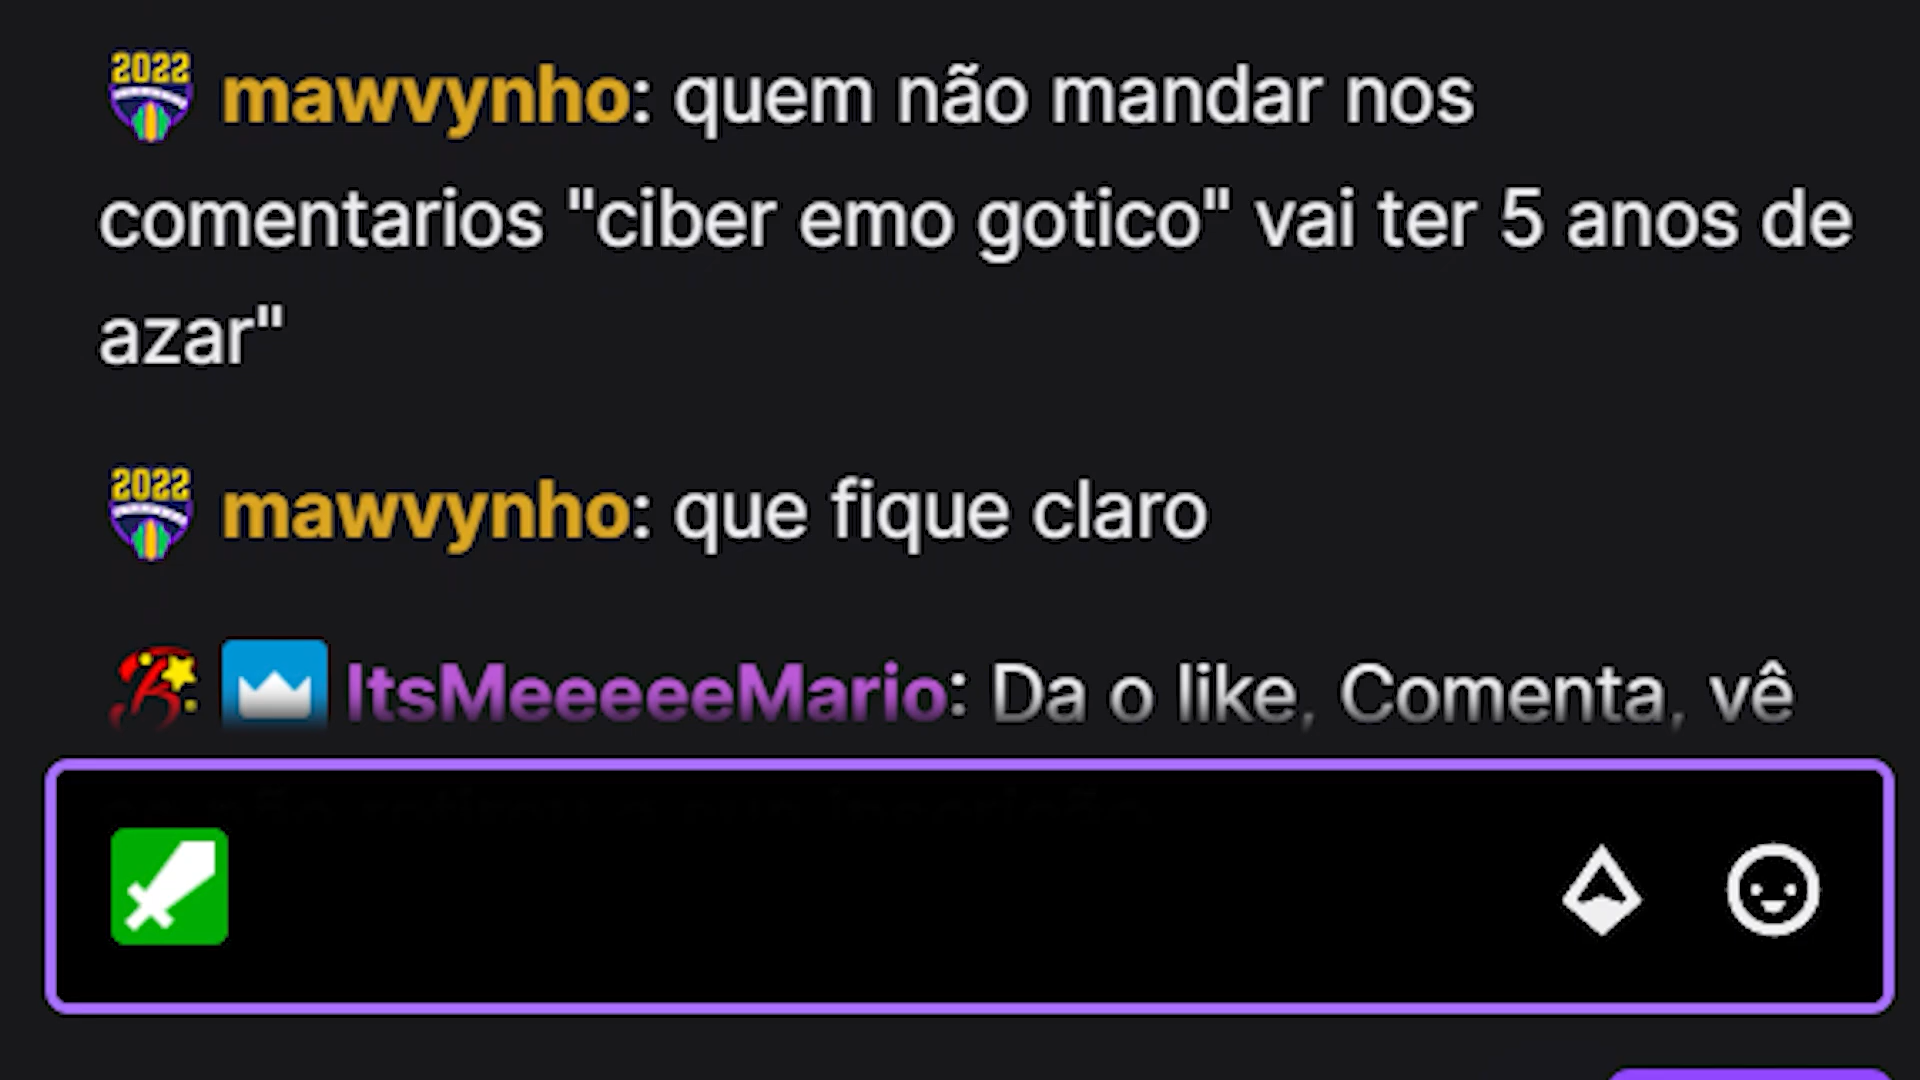 2022 mawvynho: quem não mandar nos
comentarios "ciber emo gotico" vai ter 5 anos de
azar"
2022 mawvynho: que fique claro
ItsMeeeeeMario: Da o like, Comenta, vê